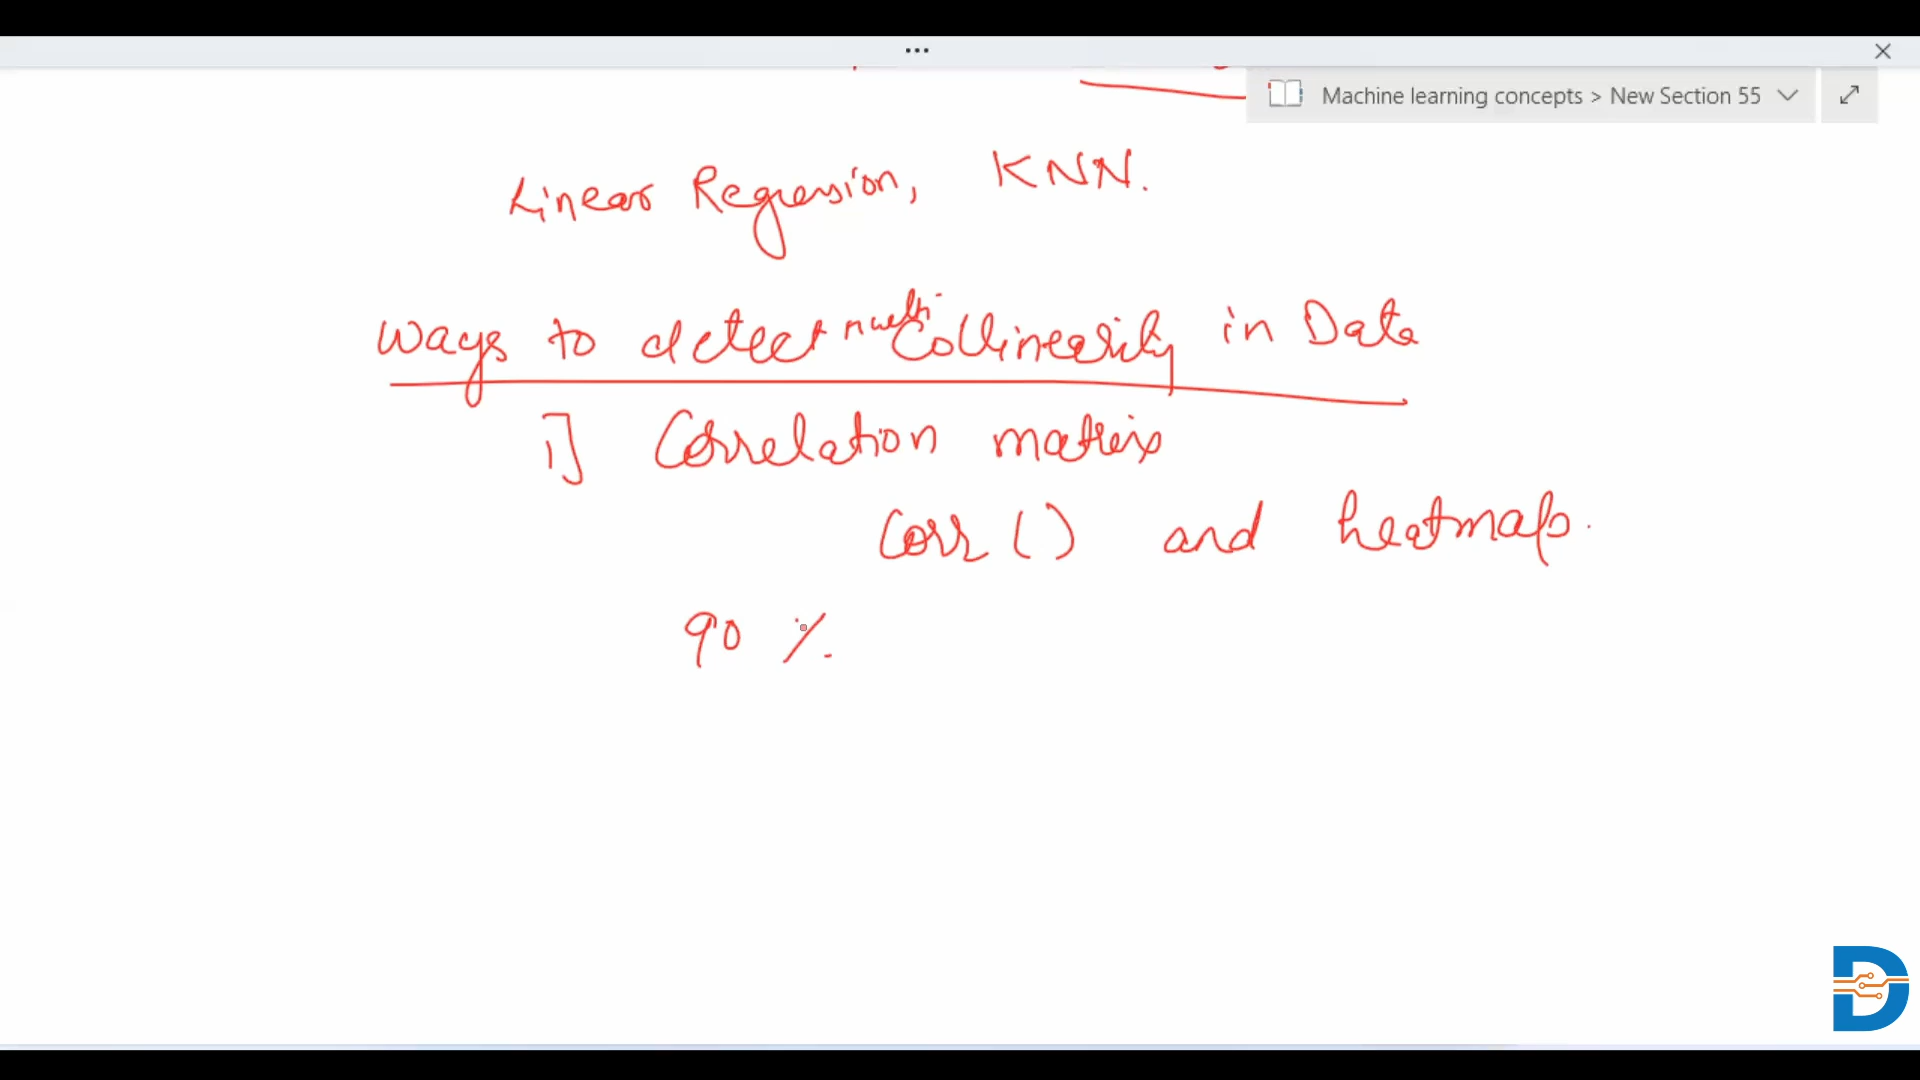 Machine learning concepts > New Section 55
Linear Regression, KNN.
Ways to detect multi Collinearity in Data
1] Correlation matrix
Corr () and heatmap.
90 %